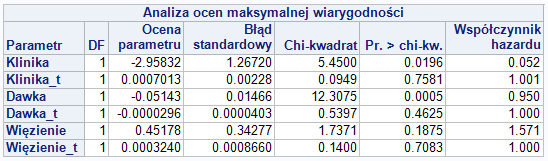 Analiza ocen maksymalnej wiarygodności
Parametr DF Ocena parametru Błąd standardowy Chi-kwadrat Pr. > chi-kw. Współczynnik hazardu
Klinika 1 -2.95832 1.26720 5.4500 0.0196 0.052
Klinika_t 1 0.0007013 0.00228 0.0949 0.7581 1.001
Dawka 1 -0.05143 0.01466 12.3075 0.0005 0.950
Dawka_t 1 -0.0000296 0.0000403 0.5397 0.4625 1.000
Więzienie 1 0.45178 0.34277 1.7371 0.1875 1.571
Więzienie_t 1 0.0003240 0.0008660 0.1400 0.7083 1.000